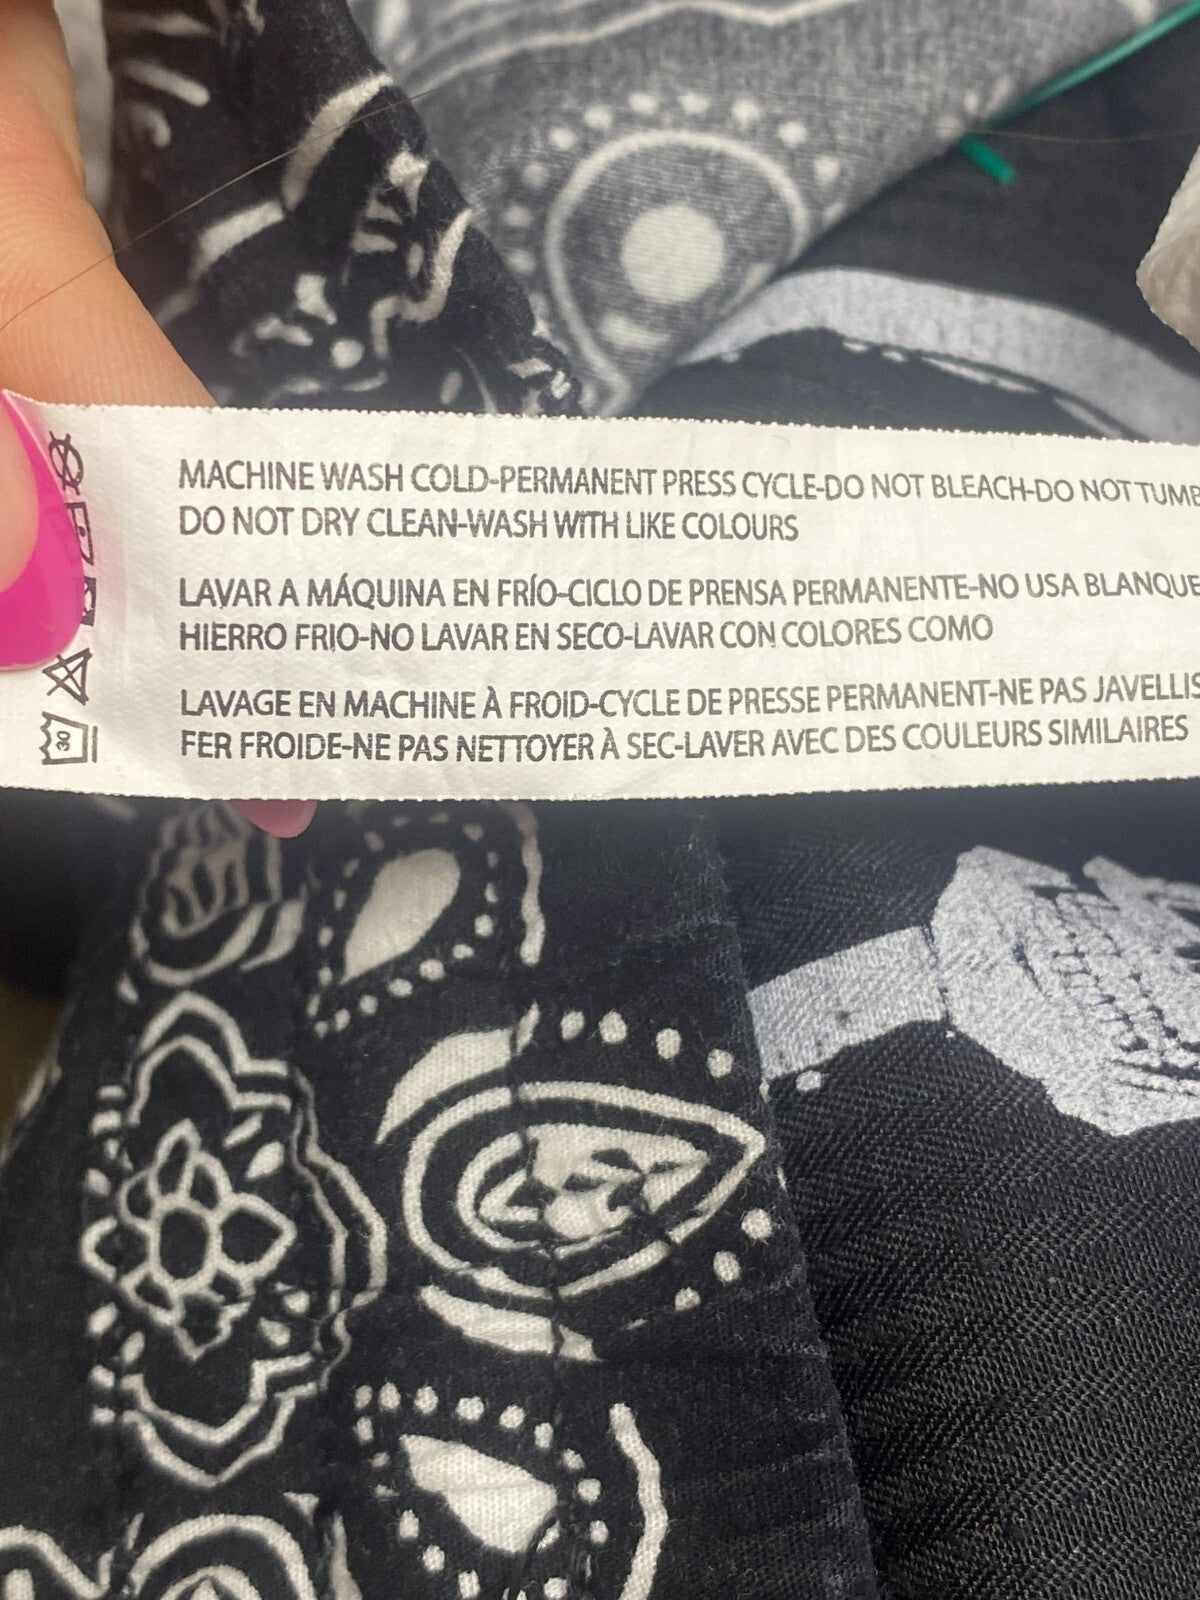 MACHINE WASH COLD-PERMANENT PRESS CYCLE-DO NOT BLEACH-DO NOT TUMB
DO NOT DRY CLEAN-WASH WITH LIKE COLOURS
LAVAR A MÁQUINA EN FRÍO-CICLO DE PRENSA PERMANENTE-NO USA BLANQUE
HIERRO FRIO-NO LAVAR EN SECO-LAVAR CON COLORES COMO
LAVAGE EN MACHINE À FROID-CYCLE DE PRESSE PERMANENT-NE PAS JAVELLIS
FER FROIDE-NE PAS NETTOYER À SEC-LAVER AVEC DES COULEURS SIMILAIRES
30